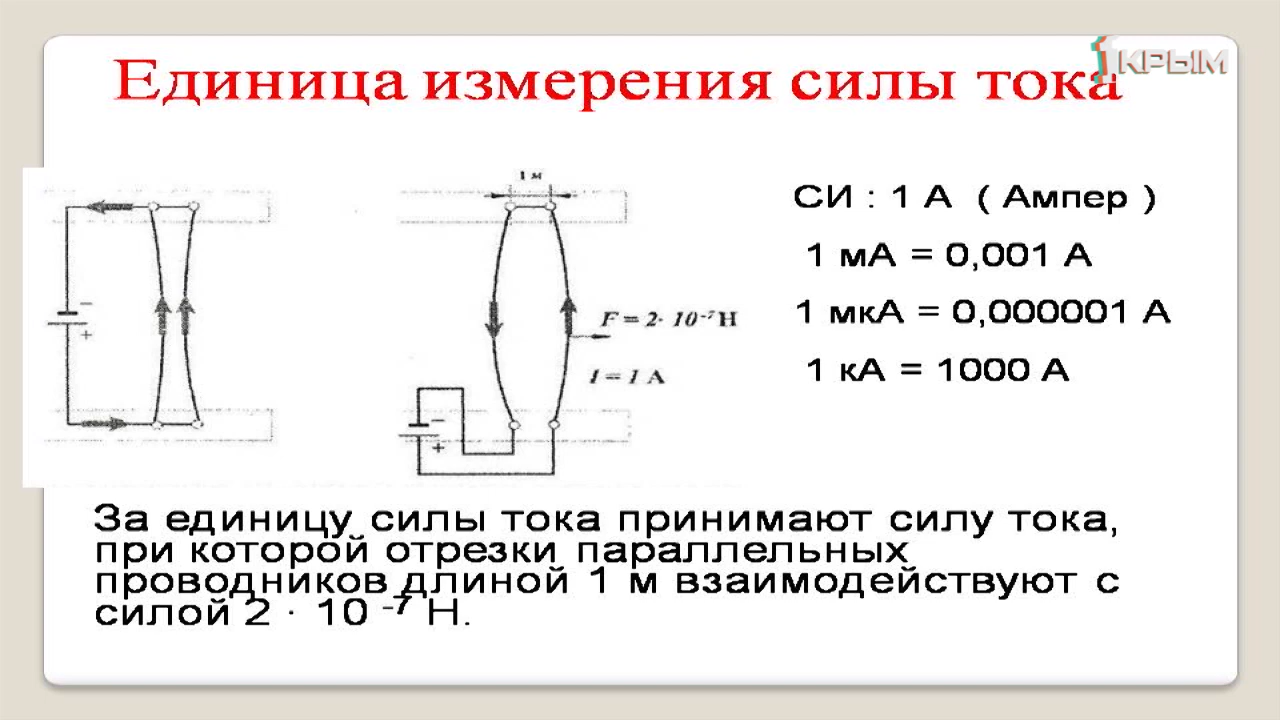 Единица измерения силы тока
1 КРЫМ
1 м
СИ : 1 А ( Ампер )
1 мА = 0,001 А
1 мкА = 0,000001 А
1 кА = 1000 А
−
+
F = 2· 10⁻⁷ Н
I = 1 А
−
+
За единицу силы тока принимают силу тока,
при которой отрезки параллельных
проводников длиной 1 м взаимодействуют с
силой 2 · 10 ⁻⁷ Н.